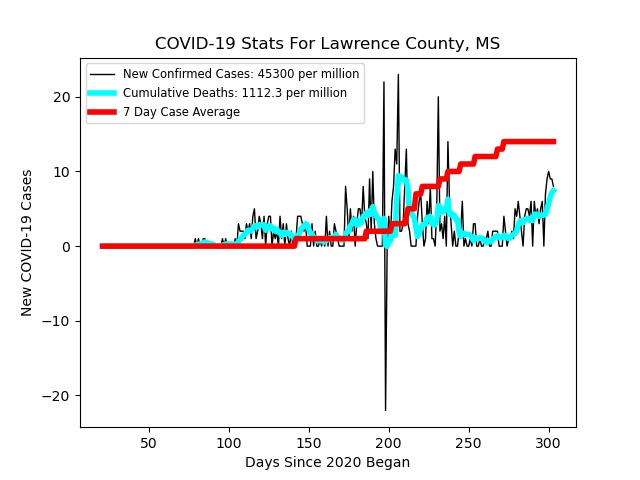 COVID-19 Stats For Lawrence County, MS
New Confirmed Cases: 45300 per million
Cumulative Deaths: 1112.3 per million
7 Day Case Average
New COVID-19 Cases
20
10
0
−10
−20
50
100
150
200
250
300
Days Since 2020 Began